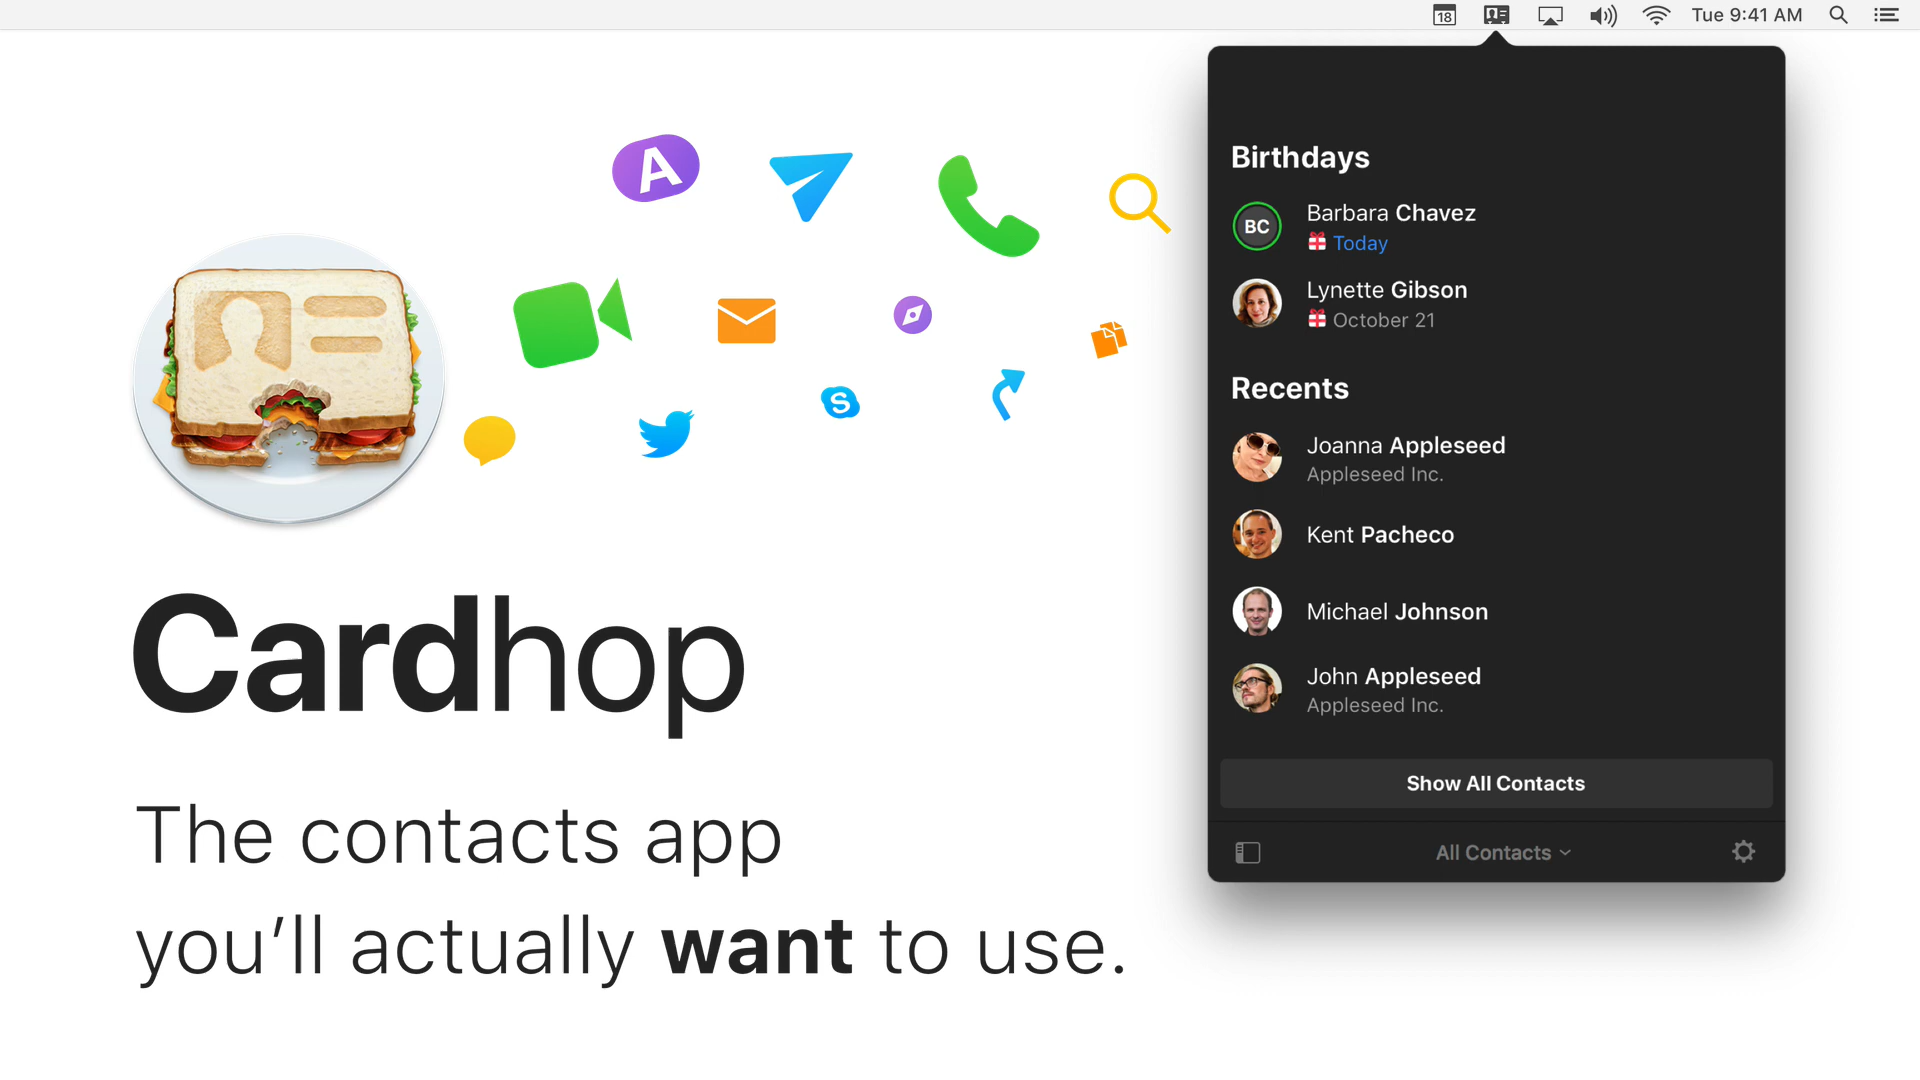 18
Tue 9:41 AM
A
S
Cardhop
The contacts app
you’ll actually want to use.
Birthdays
BC
Barbara Chavez
Today
Lynette Gibson
October 21
Recents
Joanna Appleseed
Appleseed Inc.
Kent Pacheco
Michael Johnson
John Appleseed
Appleseed Inc.
Show All Contacts
All Contacts